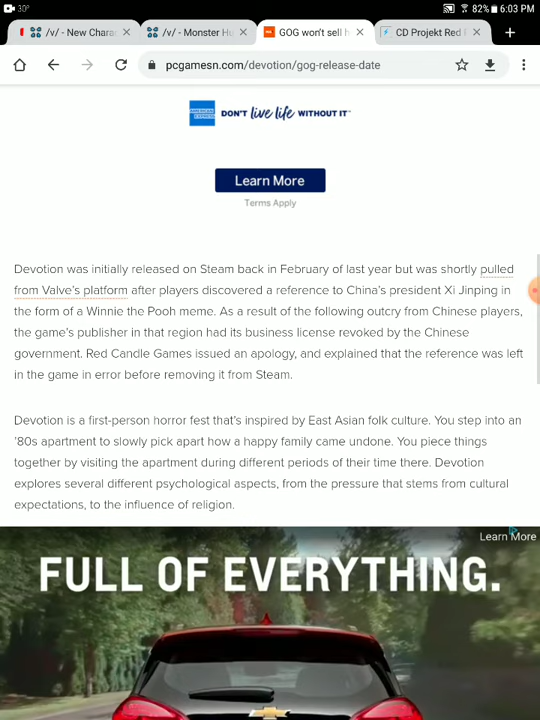 30°
82% 6:03 PM
/v/ - New Chara
/v/ - Monster Hu
GOG won't sell h
CD Projekt Red
pcgamesn.com/devotion/gog-release-date
AMERICAN EXPRESS DON'T live life WITHOUT IT™
Learn More
Terms Apply
Devotion was initially released on Steam back in February of last year but was shortly pulled
from Valve's platform after players discovered a reference to China's president Xi Jinping in
the form of a Winnie the Pooh meme. As a result of the following outcry from Chinese players,
the game's publisher in that region had its business license revoked by the Chinese
government. Red Candle Games issued an apology, and explained that the reference was left
in the game in error before removing it from Steam.
Devotion is a first-person horror fest that's inspired by East Asian folk culture. You step into an
'80s apartment to slowly pick apart how a happy family came undone. You piece things
together by visiting the apartment during different periods of their time there. Devotion
explores several different psychological aspects, from the pressure that stems from cultural
expectations, to the influence of religion.
Learn More
FULL OF EVERYTHING.